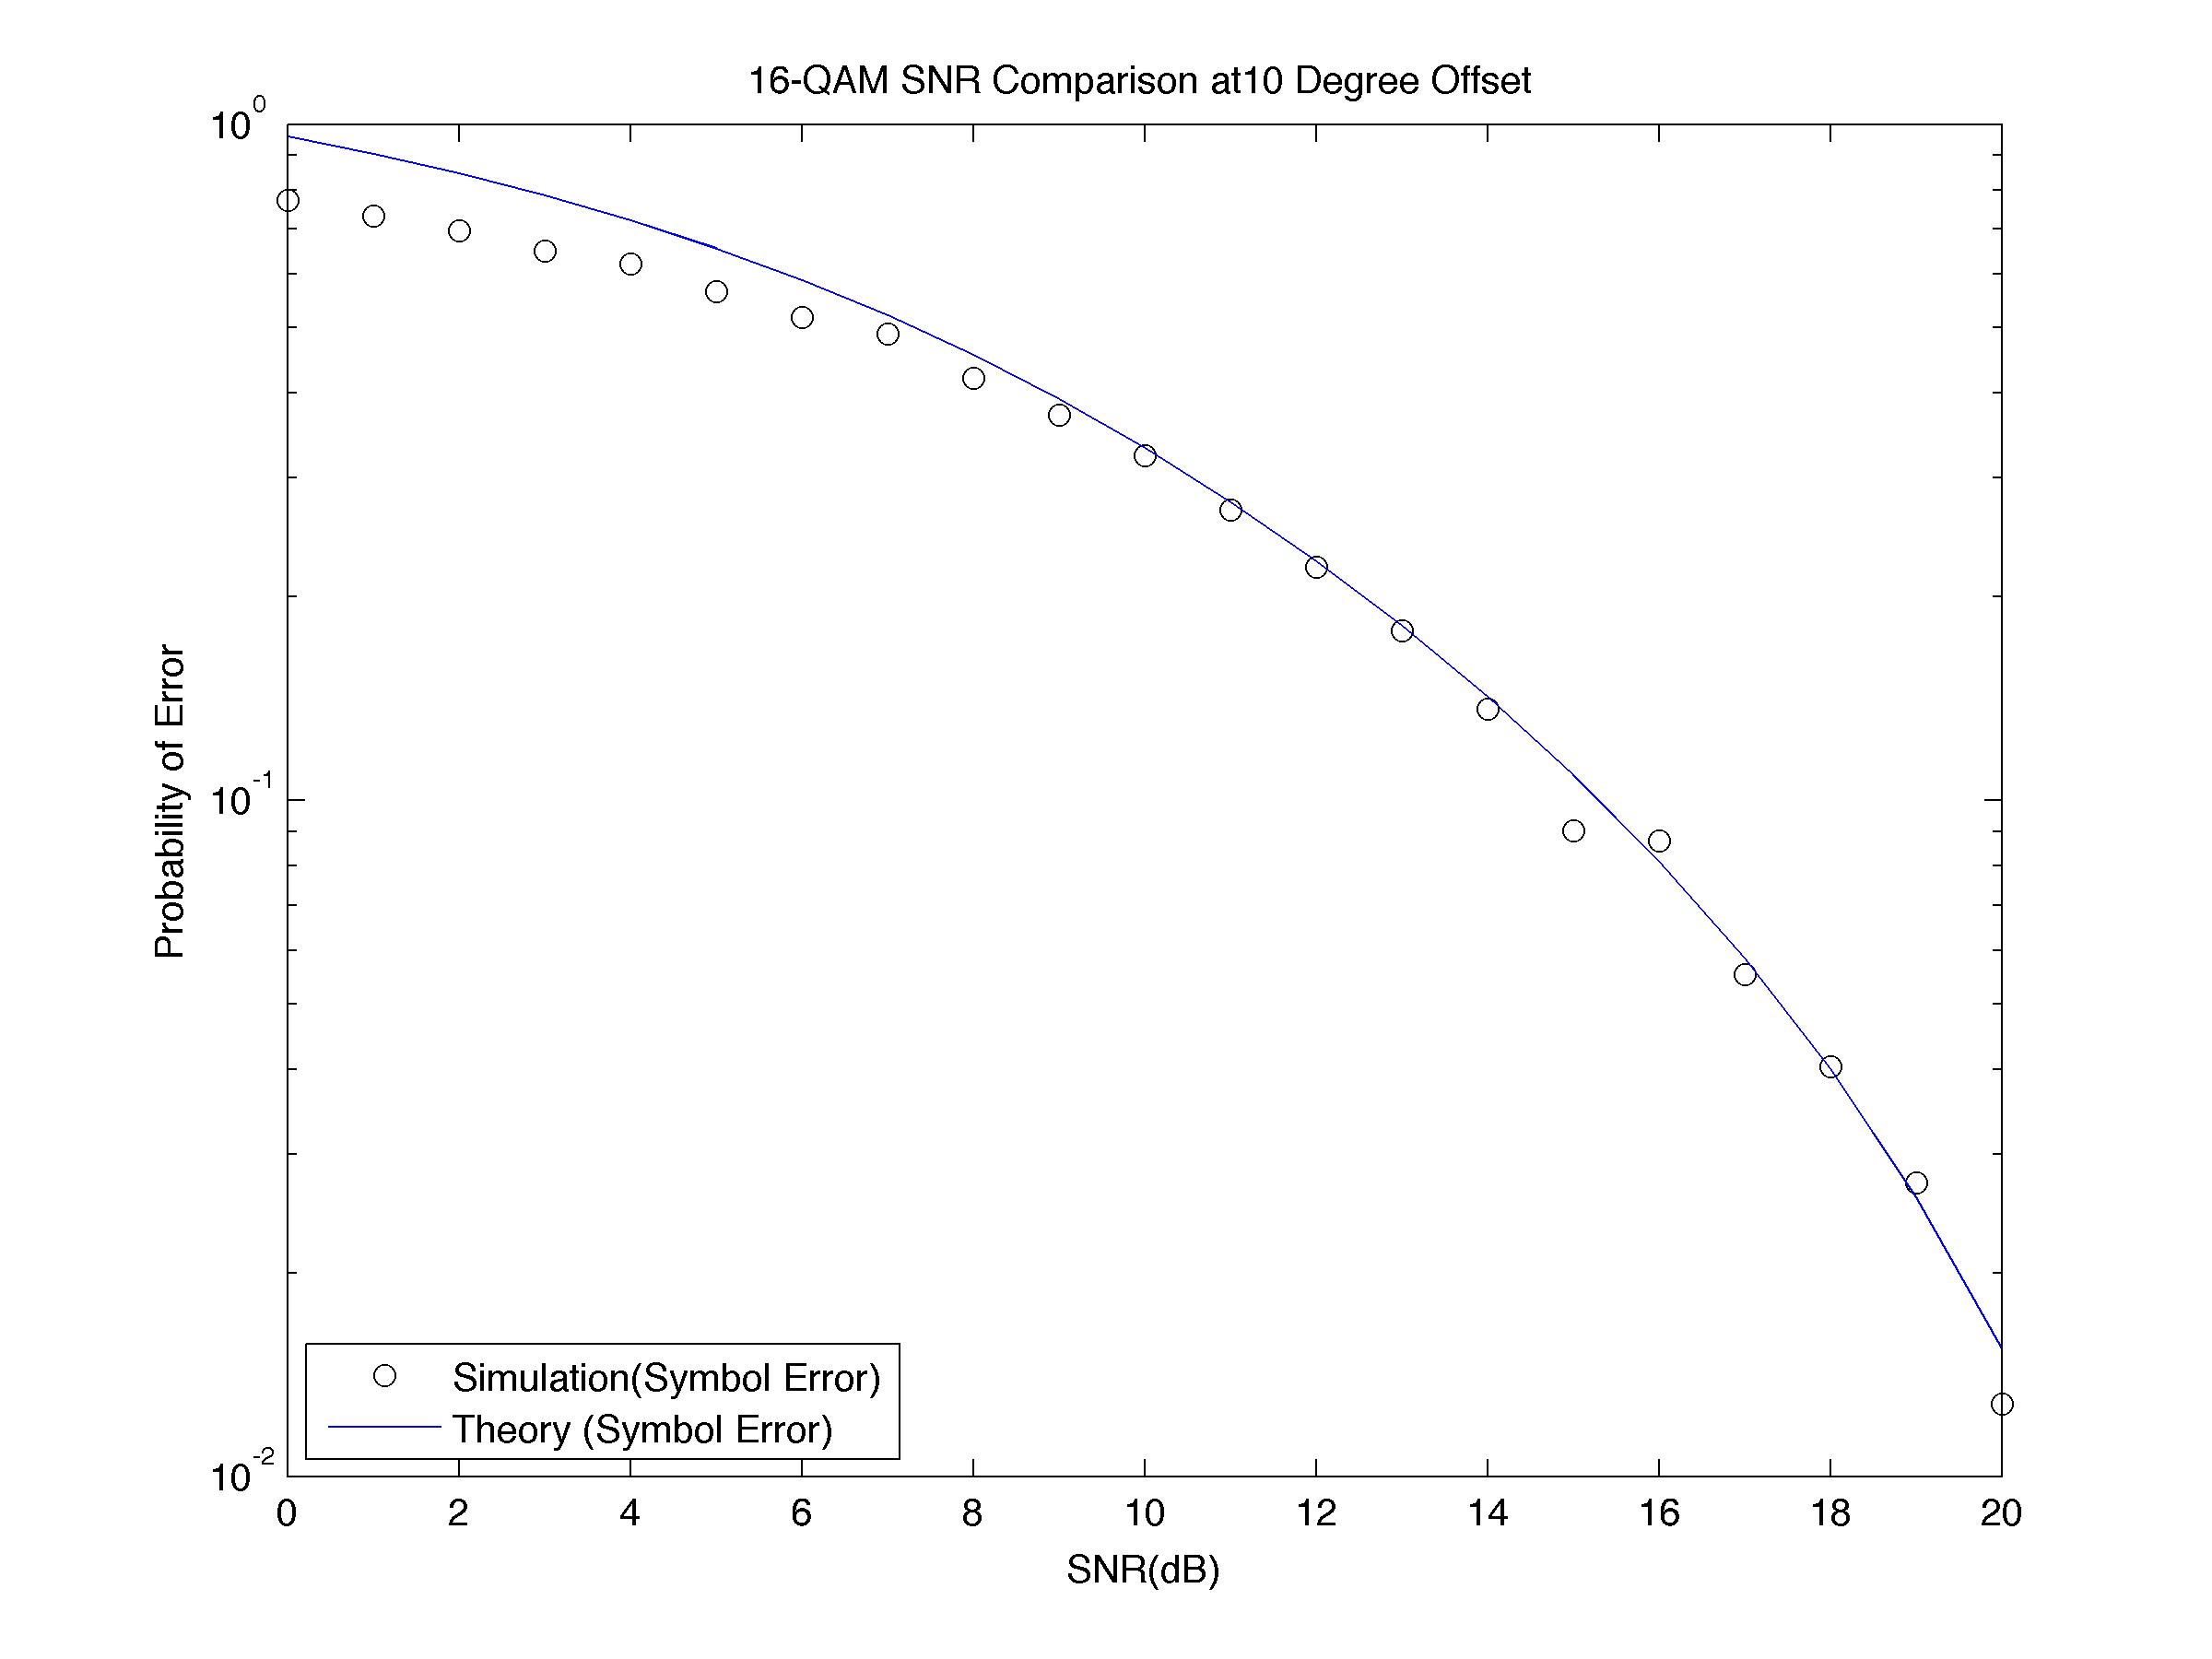 16-QAM SNR Comparison at10 Degree Offset
10^0
10^-1
10^-2
Probability of Error
Simulation(Symbol Error)
Theory (Symbol Error)
0 2 4 6 8 10 12 14 16 18 20
SNR(dB)